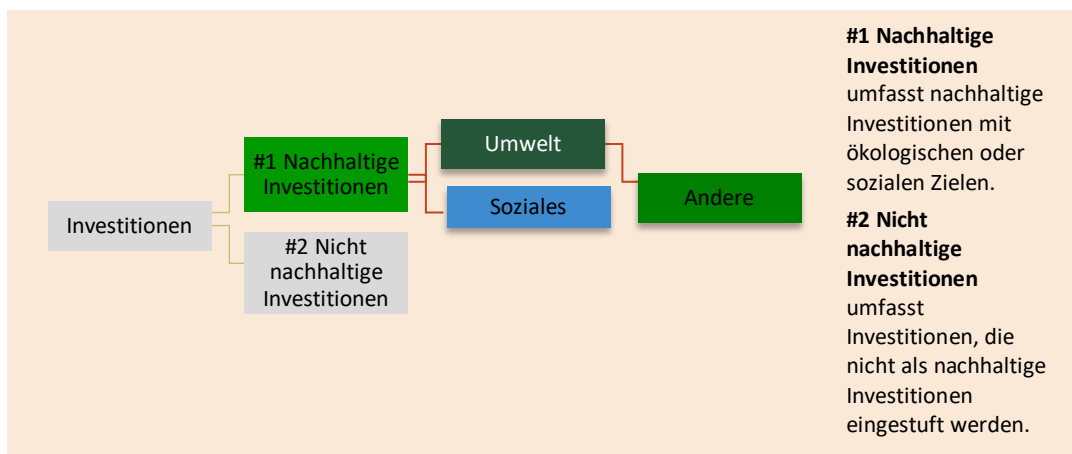 Investitionen
#1 Nachhaltige
Investitionen
#2 Nicht
nachhaltige
Investitionen
Umwelt
Soziales
Andere
#1 Nachhaltige
Investitionen
umfasst nachhaltige
Investitionen mit
ökologischen oder
sozialen Zielen.
#2 Nicht
nachhaltige
Investitionen
umfasst
Investitionen, die
nicht als nachhaltige
Investitionen
eingestuft werden.